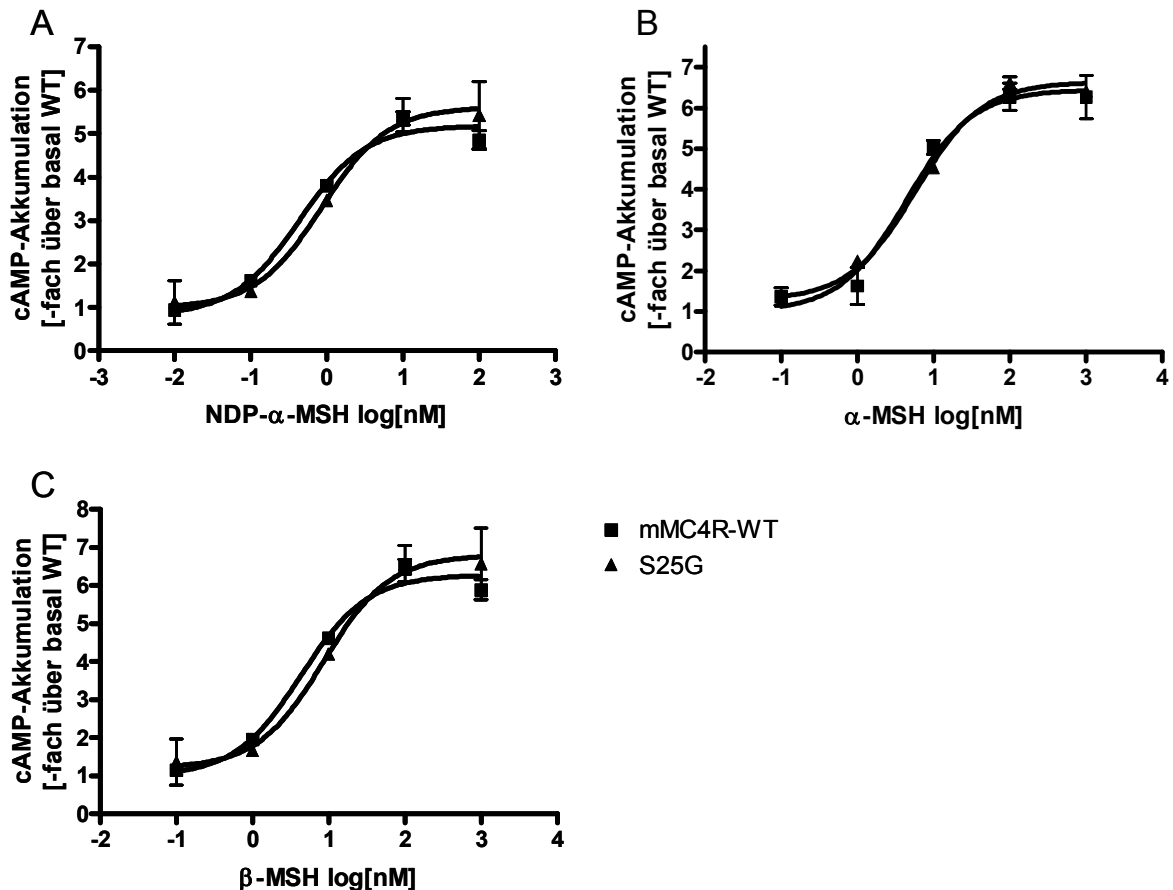 A
cAMP-Akkumulation
[-fach über basal WT]
7
6
5
4
3
2
1
0
-3 -2 -1 0 1 2 3
NDP-α-MSH log[nM]
B
cAMP-Akkumulation
[-fach über basal WT]
7
6
5
4
3
2
1
0
-2 -1 0 1 2 3 4
α-MSH log[nM]
C
cAMP-Akkumulation
[-fach über basal WT]
8
7
6
5
4
3
2
1
0
-2 -1 0 1 2 3 4
β-MSH log[nM]
mMC4R-WT
S25G